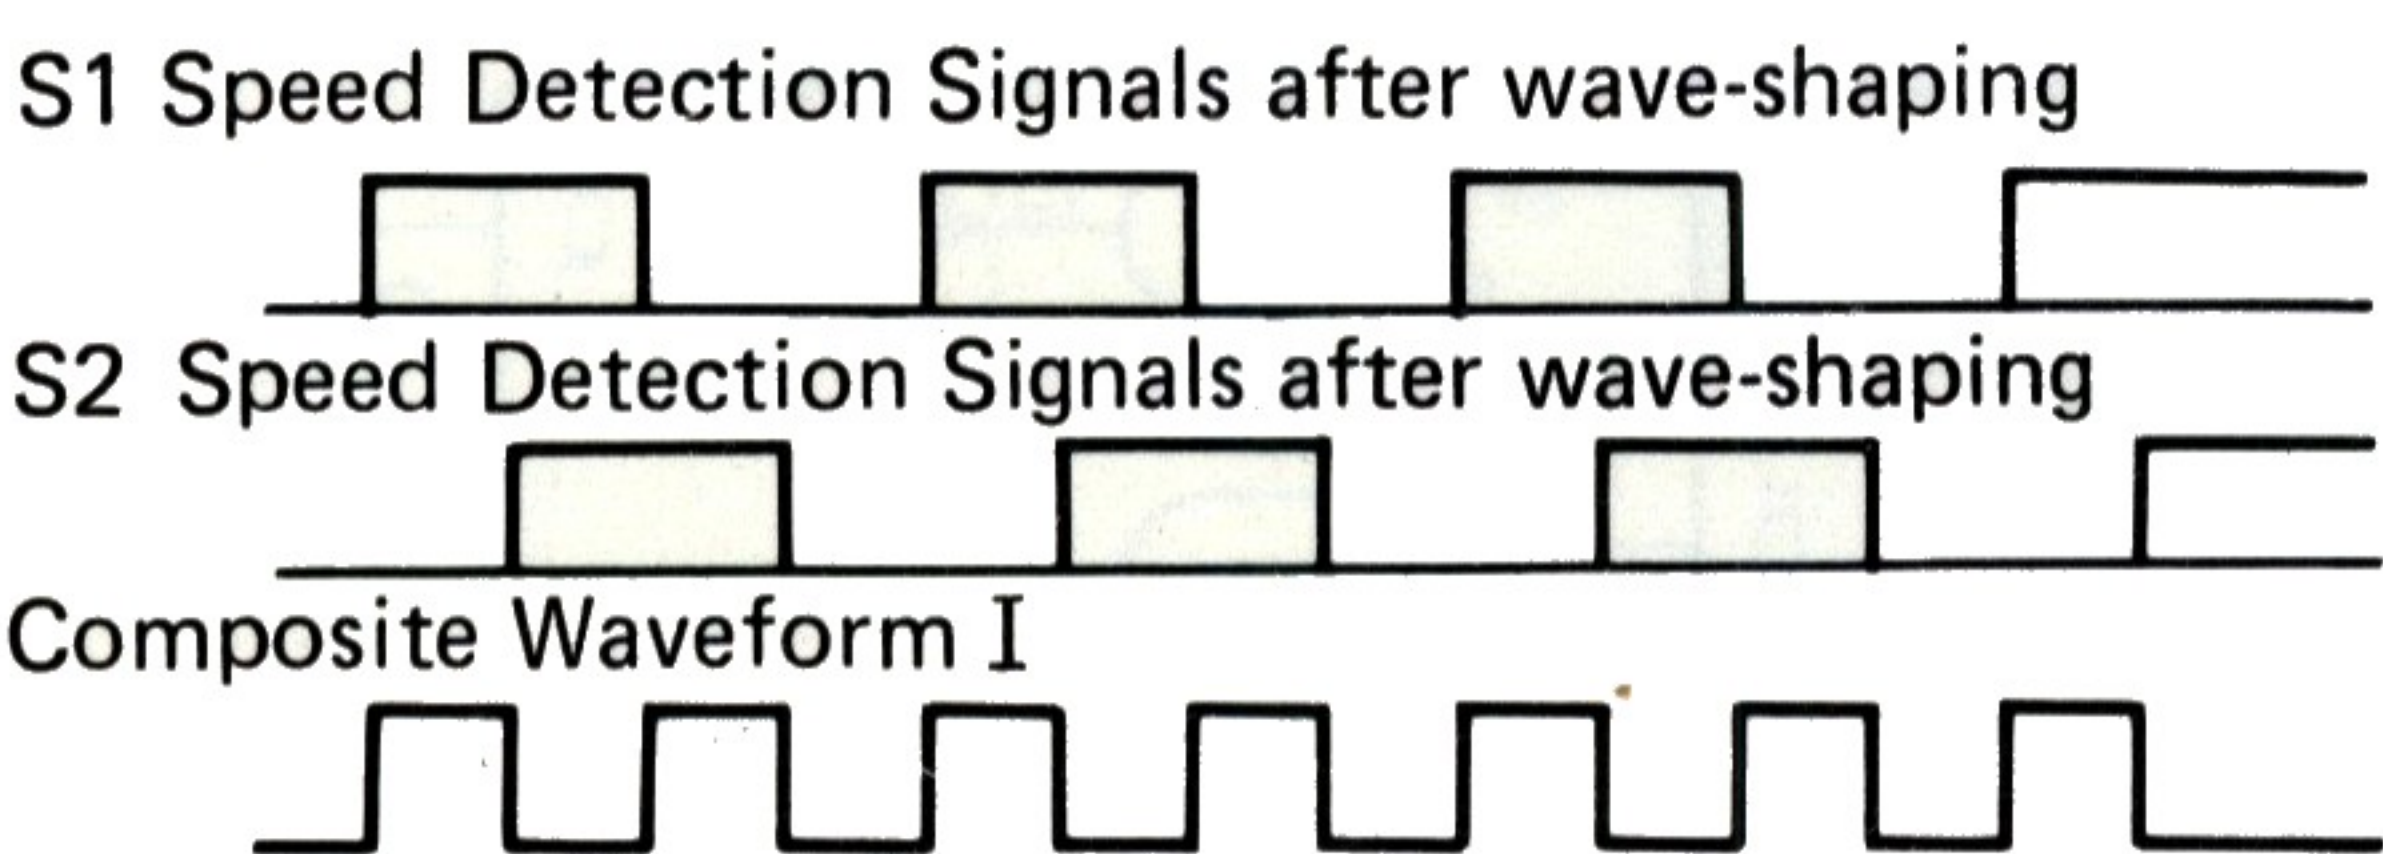 S1 Speed Detection Signals after wave-shaping
S2 Speed Detection Signals after wave-shaping
Composite Waveform I